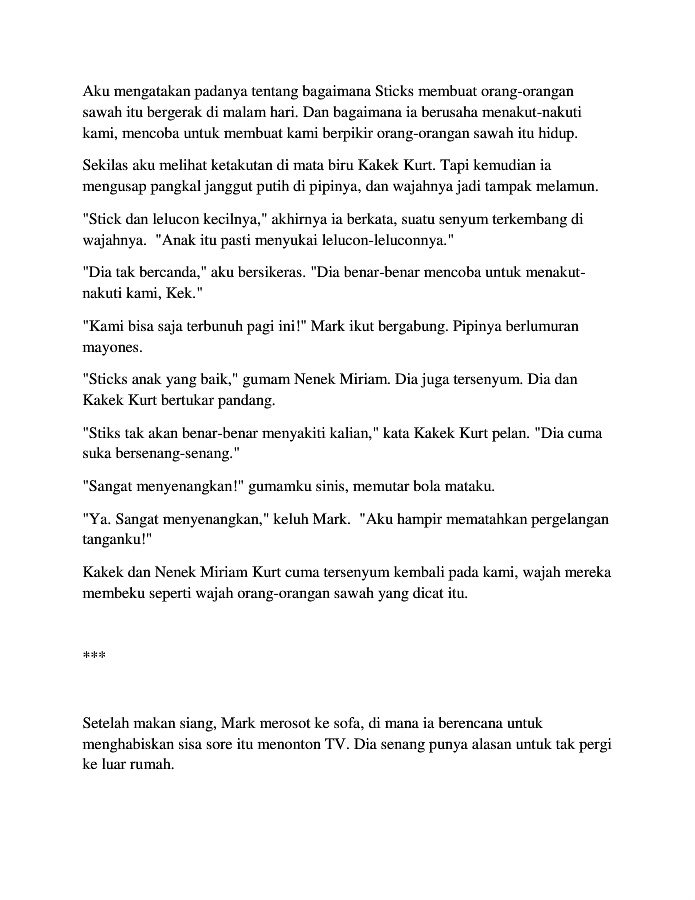 Aku mengatakan padanya tentang bagaimana Sticks membuat orang-orangan
sawah itu bergerak di malam hari. Dan bagaimana ia berusaha menakut-nakuti
kami, mencoba untuk membuat kami berpikir orang-orangan sawah itu hidup.
Sekilas aku melihat ketakutan di mata biru Kakek Kurt. Tapi kemudian ia
mengusap pangkal janggut putih di pipinya, dan wajahnya jadi tampak melamun.
"Stick dan lelucon kecilnya," akhirnya ia berkata, suatu senyum terkembang di
wajahnya.  "Anak itu pasti menyukai lelucon-leluconnya."
"Dia tak bercanda," aku bersikeras. "Dia benar-benar mencoba untuk menakut-
nakuti kami, Kek."
"Kami bisa saja terbunuh pagi ini!" Mark ikut bergabung. Pipinya berlumuran
mayones.
"Sticks anak yang baik," gumam Nenek Miriam. Dia juga tersenyum. Dia dan
Kakek Kurt bertukar pandang.
"Stiks tak akan benar-benar menyakiti kalian," kata Kakek Kurt pelan. "Dia cuma
suka bersenang-senang."
"Sangat menyenangkan!" gumamku sinis, memutar bola mataku.
"Ya. Sangat menyenangkan," keluh Mark.  "Aku hampir mematahkan pergelangan
tanganku!"
Kakek dan Nenek Miriam Kurt cuma tersenyum kembali pada kami, wajah mereka
membeku seperti wajah orang-orangan sawah yang dicat itu.
***
Setelah makan siang, Mark merosot ke sofa, di mana ia berencana untuk
menghabiskan sisa sore itu menonton TV. Dia senang punya alasan untuk tak pergi
ke luar rumah.